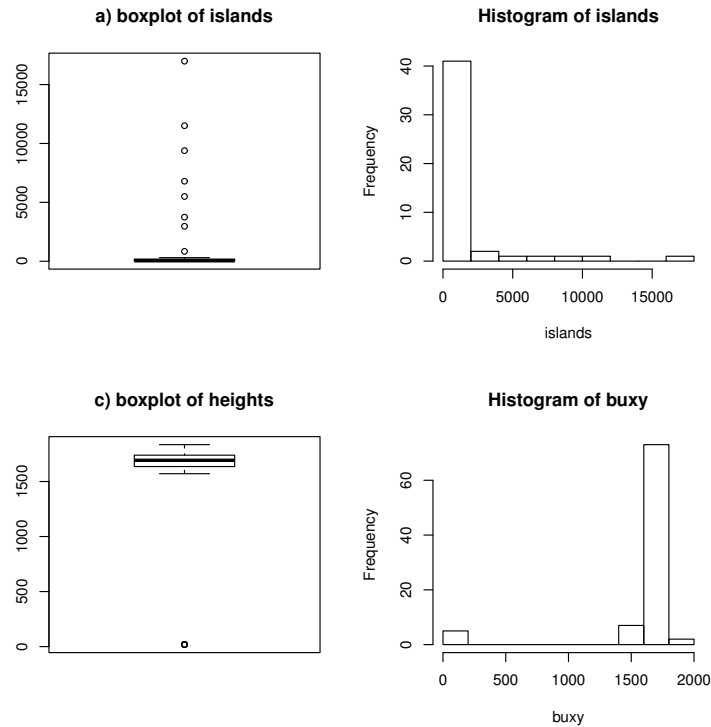 a) boxplot of islands
15000
10000
5000
0
Histogram of islands
Frequency
40
30
20
10
0
0 5000 10000 15000
islands
c) boxplot of heights
1500
1000
500
0
Histogram of buxy
Frequency
60
40
20
0
0 500 1000 1500 2000
buxy